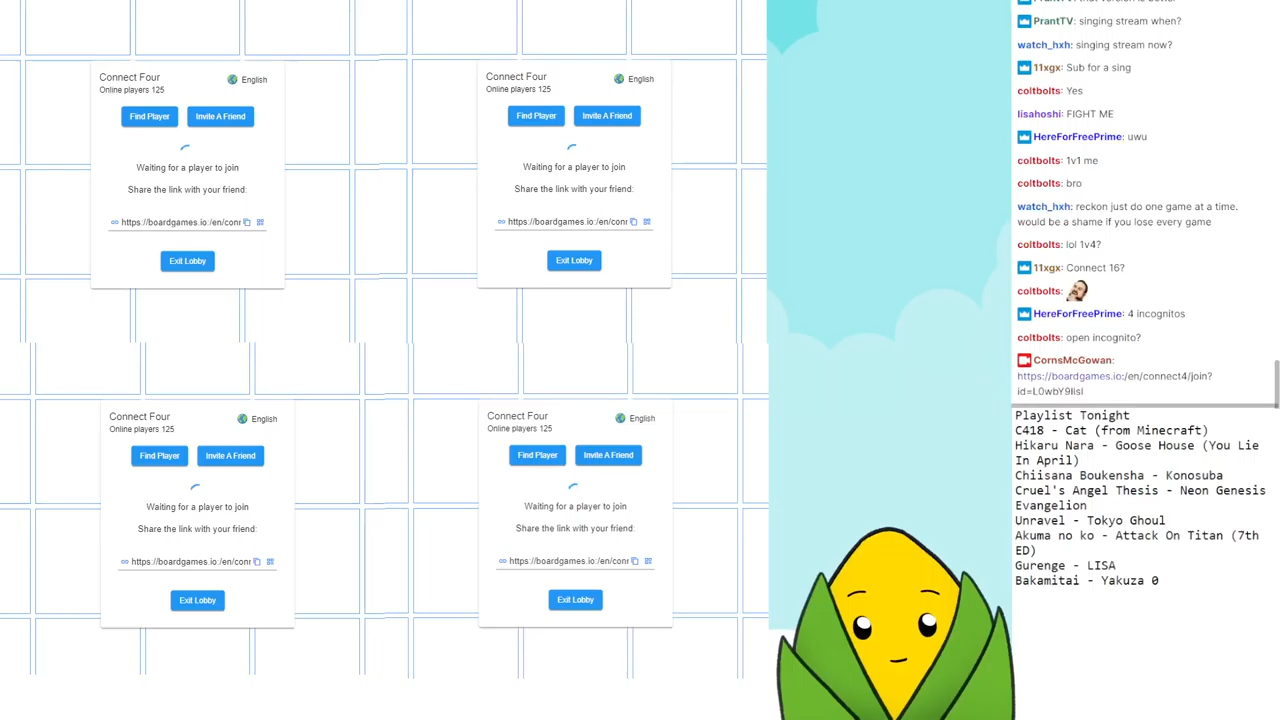 Connect Four
English
Online players 125
Find Player
Invite A Friend
Waiting for a player to join
Share the link with your friend:
https://boardgames.io:/en/conn
Exit Lobby
Connect Four
English
Online players 125
Find Player
Invite A Friend
Waiting for a player to join
Share the link with your friend:
https://boardgames.io:/en/conn
Exit Lobby
Connect Four
English
Online players 125
Find Player
Invite A Friend
Waiting for a player to join
Share the link with your friend:
https://boardgames.io:/en/conn
Exit Lobby
Connect Four
English
Online players 125
Find Player
Invite A Friend
Waiting for a player to join
Share the link with your friend:
https://boardgames.io:/en/conn
Exit Lobby
PrantTV: singing stream when?
watch_hxh: singing stream now?
11xgx: Sub for a sing
coltbolts: Yes
lisahoshi: FIGHT ME
HereForFreePrime: uwu
coltbolts: 1v1 me
coltbolts: bro
watch_hxh: reckon just do one game at a time.
would be a shame if you lose every game
coltbolts: lol 1v4?
11xgx: Connect 16?
coltbolts:
HereForFreePrime: 4 incognitos
coltbolts: open incognito?
CornsMcGowan:
https://boardgames.io:/en/connect4/join?
Playlist Tonight
C418 - Cat (from Minecraft)
Hikaru Nara - Goose House (You Lie
In April)
Chiisana Boukensha - Konosuba
Cruel's Angel Thesis - Neon Genesis
Evangelion
Unravel - Tokyo Ghoul
Akuma no ko - Attack On Titan (7th
ED)
Gurenge - LISA
Bakamitai - Yakuza 0